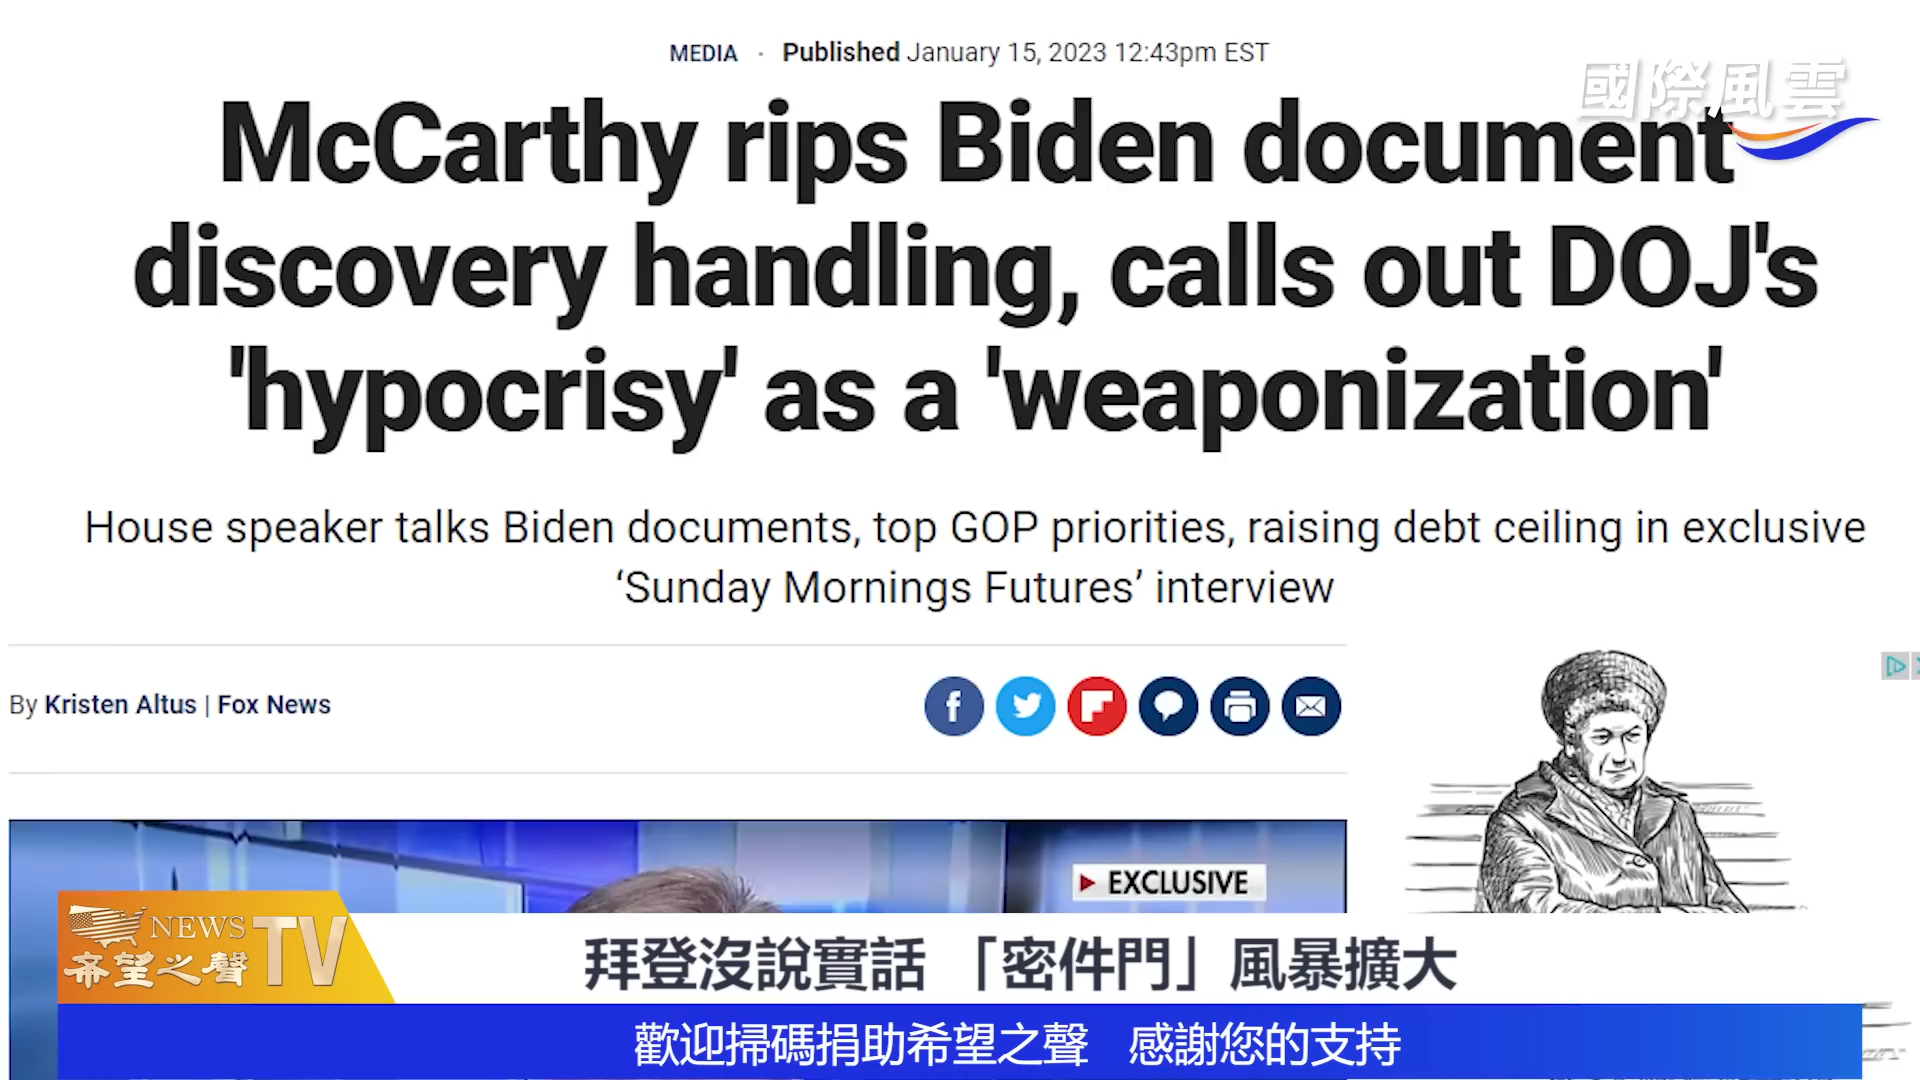 MEDIA · Published January 15, 2023 12:43pm EST
國際風雲
McCarthy rips Biden document
discovery handling, calls out DOJ's
'hypocrisy' as a 'weaponization'
House speaker talks Biden documents, top GOP priorities, raising debt ceiling in exclusive
‘Sunday Mornings Futures’ interview
By Kristen Altus | Fox News
EXCLUSIVE
NEWS
希望之聲 TV
拜登沒說實話 「密件門」風暴擴大
歡迎掃碼捐助希望之聲 感謝您的支持